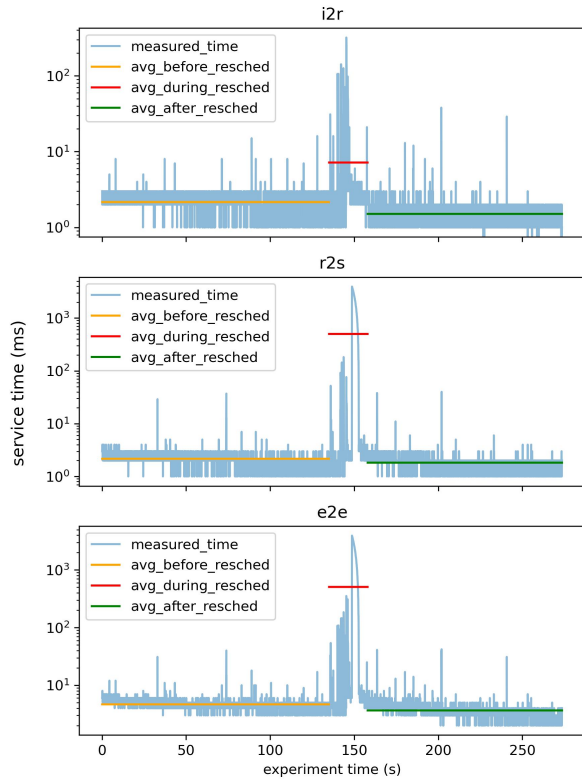 i2r
measured_time
avg_before_resched
avg_during_resched
avg_after_resched
10²
10¹
10⁰
r2s
measured_time
avg_before_resched
avg_during_resched
avg_after_resched
10³
10²
10¹
10⁰
service time (ms)
e2e
measured_time
avg_before_resched
avg_during_resched
avg_after_resched
10³
10²
10¹
0 50 100 150 200 250
experiment time (s)